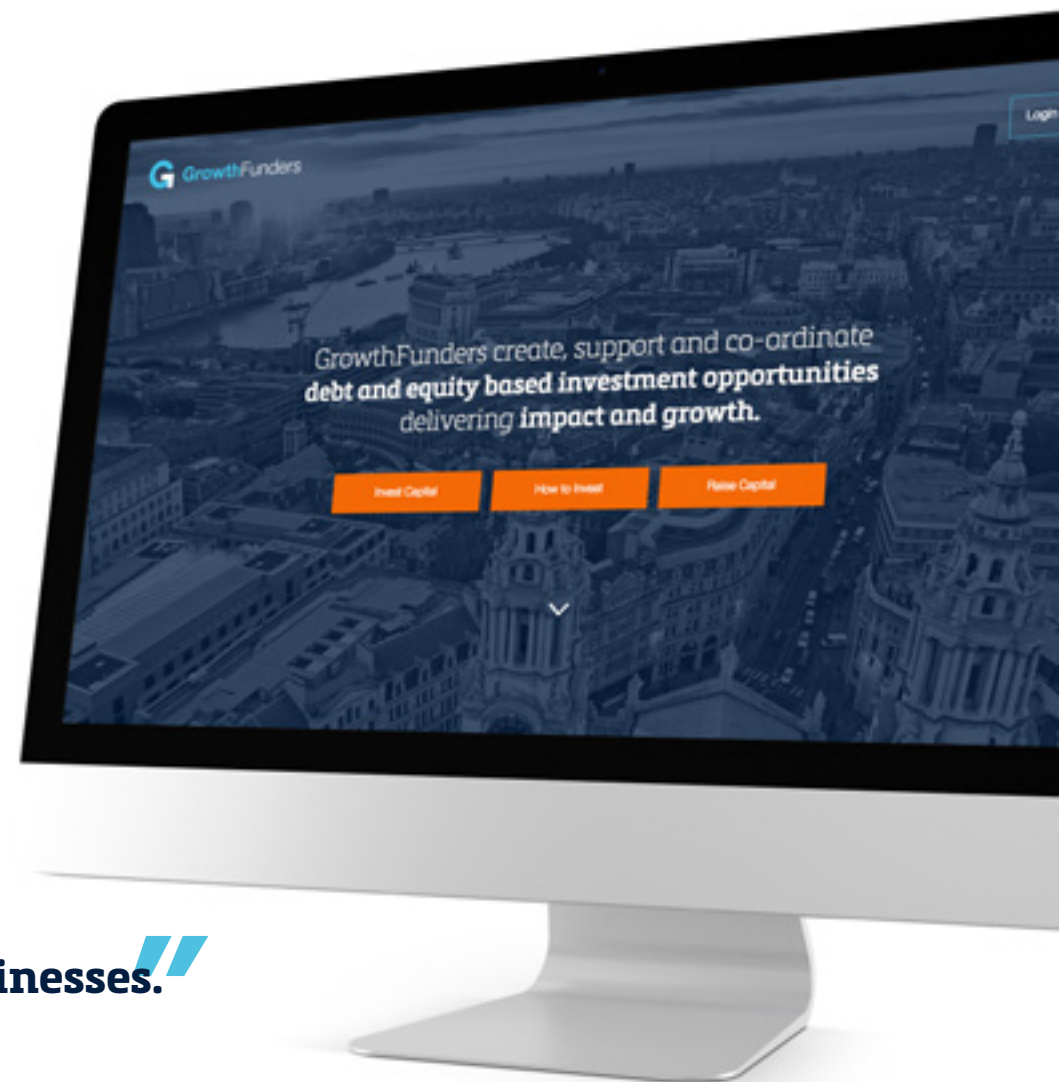 Login
GrowthFunders
GrowthFunders create, support and co-ordinate
debt and equity based investment opportunities
delivering impact and growth.
Invest Capital
How to Invest
Raise Capital
inesses.”